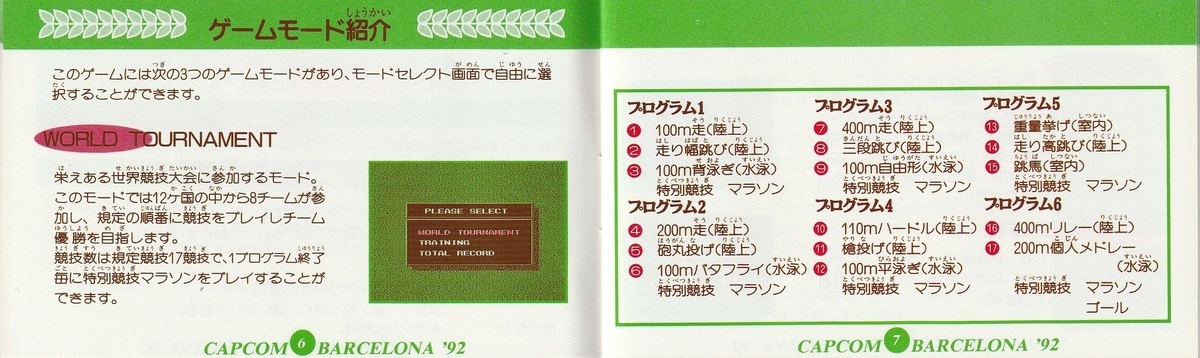 ゲームモード紹介
このゲームには次の3つのゲームモードがあり、モードセレクト画面で自由に選
択することができます。
WORLD TOURNAMENT
栄えある世界競技大会に参加するモード。
このモードでは12ケ国の中から8チームが参
加し、規定の順番に競技をプレイしチーム
優勝を目指します。
競技数は規定競技17競技で、1プログラム終了
毎に特別競技マラソンをプレイすることが
できます。
PLEASE SELECT
WORLD TOURNAMENT
TRAINING
TOTAL RECORD
CAPCOM 6 BARCELONA '92
プログラム1
1 100m走(陸上)
2 走り幅跳び(陸上)
3 100m背泳ぎ(水泳)
特別競技 マラソン
プログラム2
4 200m走(陸上)
5 砲丸投げ(陸上)
6 100mバタフライ(水泳)
特別競技 マラソン
プログラム3
7 400m走(陸上)
8 三段跳び(陸上)
9 100m自由形(水泳)
特別競技 マラソン
プログラム4
10 110mハードル(陸上)
11 槍投げ(陸上)
12 100m平泳ぎ(水泳)
特別競技 マラソン
プログラム5
13 重量挙げ(室内)
14 走り高跳び(陸上)
15 跳馬(室内)
特別競技 マラソン
プログラム6
16 400mリレー(陸上)
17 200m個人メドレー
(水泳)
特別競技 マラソン
ゴール
CAPCOM 7 BARCELONA '92